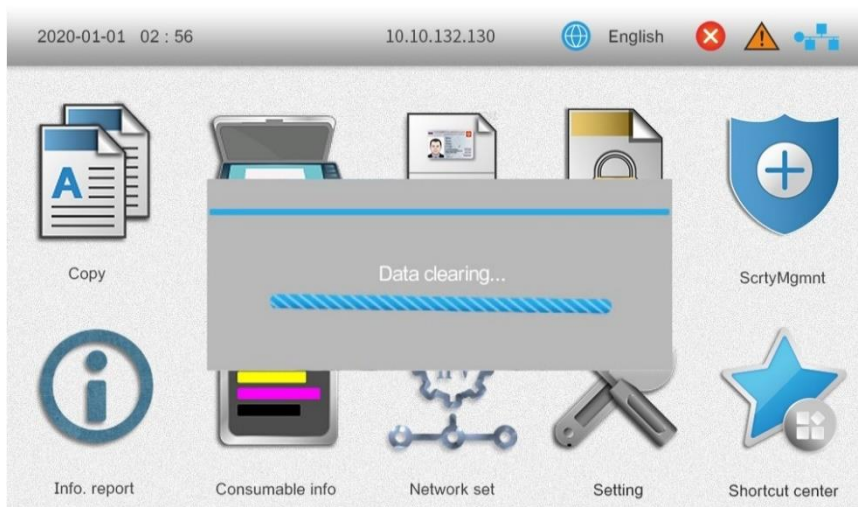 2020-01-01 02 : 56
10.10.132.130
English
A
Data clearing...
Copy
ScrtyMgmnt
Info. report
Consumable info
Network set
Setting
Shortcut center